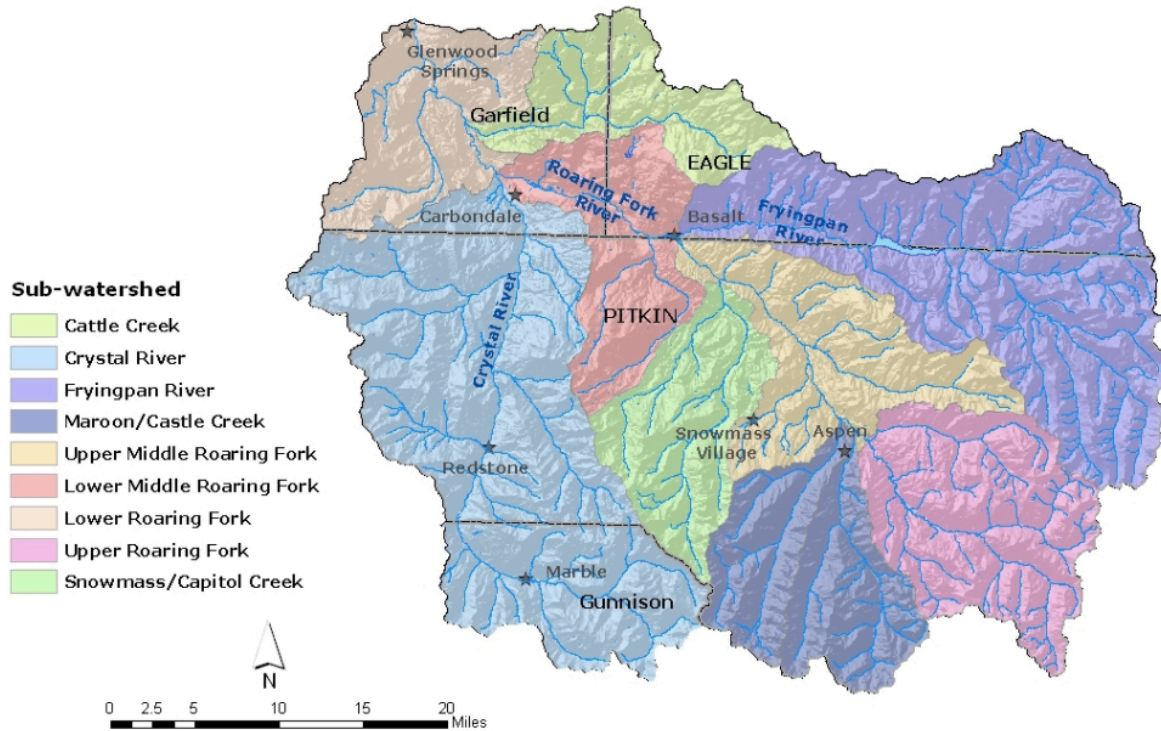 Glenwood
Springs
Garfield
EAGLE
Roaring Fork
River
Carbondale
Basalt
Fryingpan
River
Crystal River
PITKIN
Snowmass
Village
Aspen
Redstone
Marble
Gunnison
Sub-watershed
Cattle Creek
Crystal River
Fryingpan River
Maroon/Castle Creek
Upper Middle Roaring Fork
Lower Middle Roaring Fork
Lower Roaring Fork
Upper Roaring Fork
Snowmass/Capitol Creek
N
0 2.5 5 10 15 20
Miles